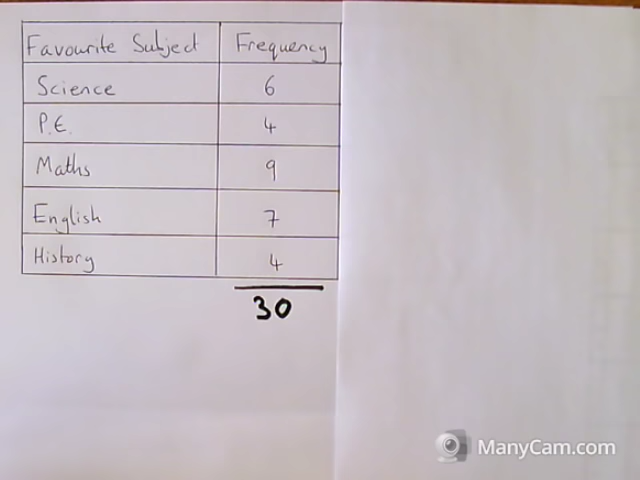 Favourite Subject Frequency
Science 6
P.E. 4
Maths 9
English 7
History 4
30
ManyCam.com